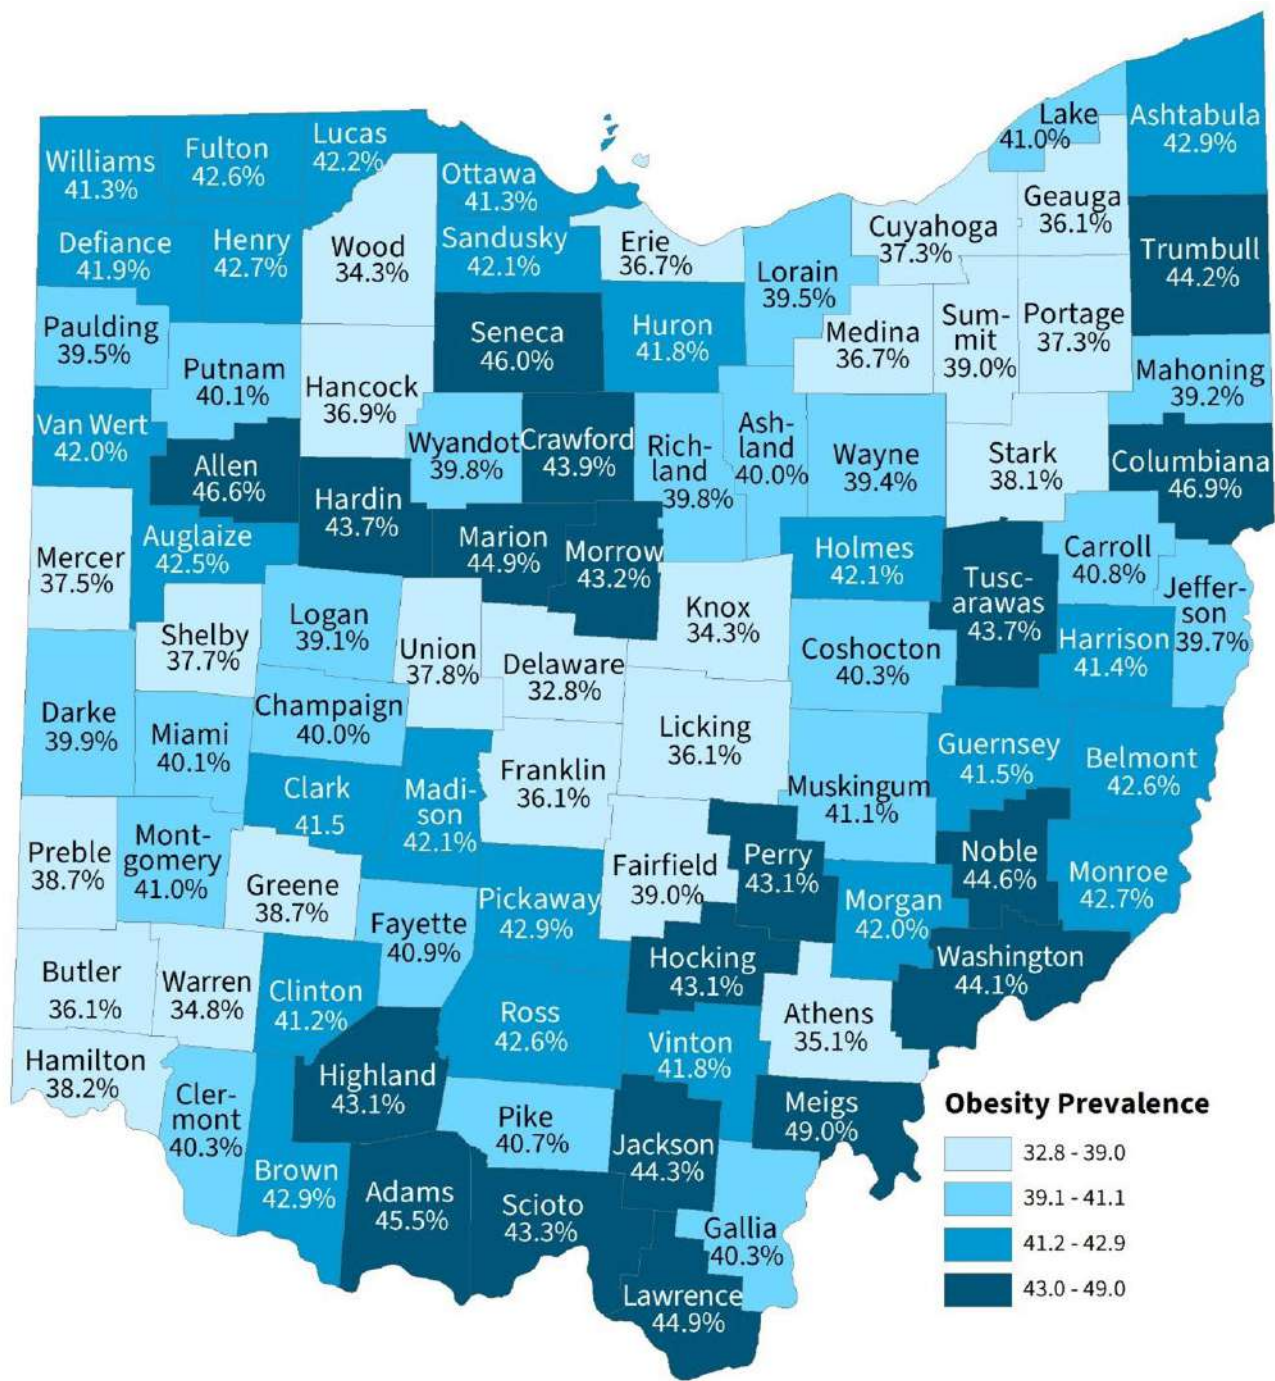 Lake
41.0%
Ashtabula
42.9%
Williams
41.3%
Fulton
42.6%
Lucas
42.2%
Ottawa
41.3%
Geauga
36.1%
Cuyahoga
37.3%
Defiance
41.9%
Henry
42.7%
Wood
34.3%
Sandusky
42.1%
Erie
36.7%
Lorain
39.5%
Trumbull
44.2%
Paulding
39.5%
Putnam
40.1%
Hancock
36.9%
Seneca
46.0%
Huron
41.8%
Medina
36.7%
Sum-
mit
39.0%
Portage
37.3%
Mahoning
39.2%
Van Wert
42.0%
Allen
46.6%
Hardin
43.7%
Wyandot
39.8%
Crawford
43.9%
Rich-
land
39.8%
Ash-
land
40.0%
Wayne
39.4%
Stark
38.1%
Columbiana
46.9%
Mercer
37.5%
Auglaize
42.5%
Marion
44.9%
Morrow
43.2%
Holmes
42.1%
Tusc-
arawas
43.7%
Carroll
40.8%
Jeffer-
son
39.7%
Shelby
37.7%
Logan
39.1%
Union
37.8%
Delaware
32.8%
Knox
34.3%
Coshocton
40.3%
Harrison
41.4%
Darke
39.9%
Miami
40.1%
Champaign
40.0%
Clark
41.5
Madi-
son
42.1%
Franklin
36.1%
Licking
36.1%
Muskingum
41.1%
Guernsey
41.5%
Belmont
42.6%
Preble
38.7%
Mont-
gomery
41.0%
Greene
38.7%
Fayette
40.9%
Pickaway
42.9%
Fairfield
39.0%
Perry
43.1%
Morgan
42.0%
Noble
44.6%
Monroe
42.7%
Butler
36.1%
Warren
34.8%
Clinton
41.2%
Ross
42.6%
Hocking
43.1%
Athens
35.1%
Washington
44.1%
Hamilton
38.2%
Cler-
mont
40.3%
Highland
43.1%
Pike
40.7%
Vinton
41.8%
Meigs
49.0%
Brown
42.9%
Adams
45.5%
Scioto
43.3%
Jackson
44.3%
Gallia
40.3%
Lawrence
44.9%
Obesity Prevalence
32.8 - 39.0
39.1 - 41.1
41.2 - 42.9
43.0 - 49.0